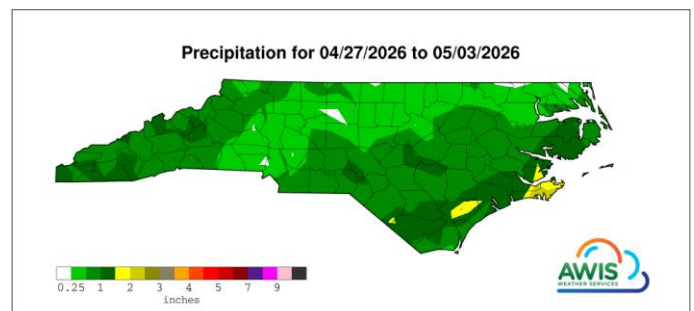 Precipitation for 04/27/2026 to 05/03/2026
0.25 1 2 3 4 5 7 9
inches
AWIS
WEATHER SERVICES